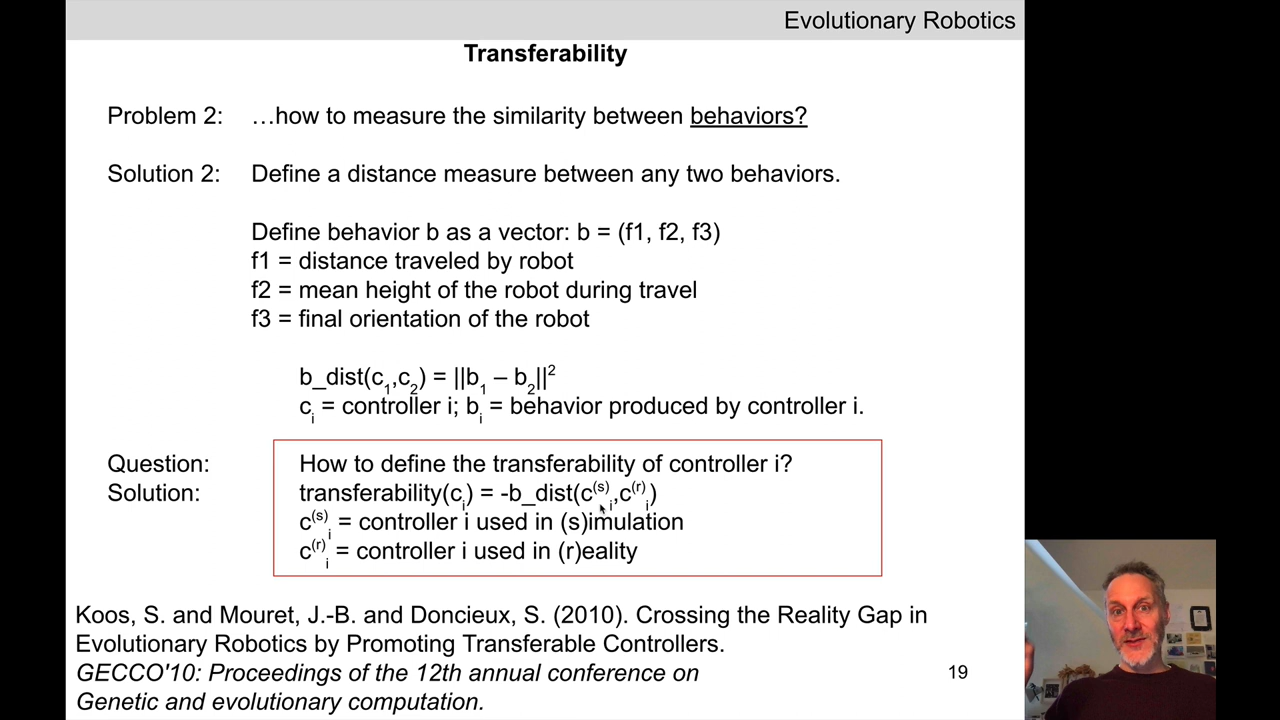 Evolutionary Robotics
Transferability
Problem 2: …how to measure the similarity between behaviors?
Solution 2: Define a distance measure between any two behaviors.
Define behavior b as a vector: b = (f1, f2, f3)
f1 = distance traveled by robot
f2 = mean height of the robot during travel
f3 = final orientation of the robot
b_dist(c₁,c₂) = ||b₁ – b₂||²
cᵢ = controller i; bᵢ = behavior produced by controller i.
Question: How to define the transferability of controller i?
Solution: transferability(cᵢ) = -b_dist(c⁽ˢ⁾ᵢ,c⁽ʳ⁾ᵢ)
c⁽ˢ⁾ᵢ = controller i used in (s)imulation
c⁽ʳ⁾ᵢ = controller i used in (r)eality
Koos, S. and Mouret, J.-B. and Doncieux, S. (2010). Crossing the Reality Gap in
Evolutionary Robotics by Promoting Transferable Controllers.
GECCO'10: Proceedings of the 12th annual conference on
Genetic and evolutionary computation.
19